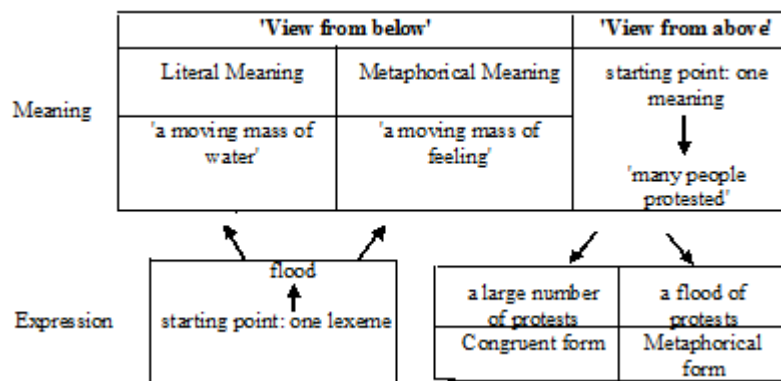 'View from below'
'View from above'
Literal Meaning
Metaphorical Meaning
starting point: one
meaning
Meaning
'a moving mass of
water'
'a moving mass of
feeling'
'many people
protested'
flood
starting point: one lexeme
Expression
a large number
of protests
a flood of
protests
Congruent form
Metaphorical
form